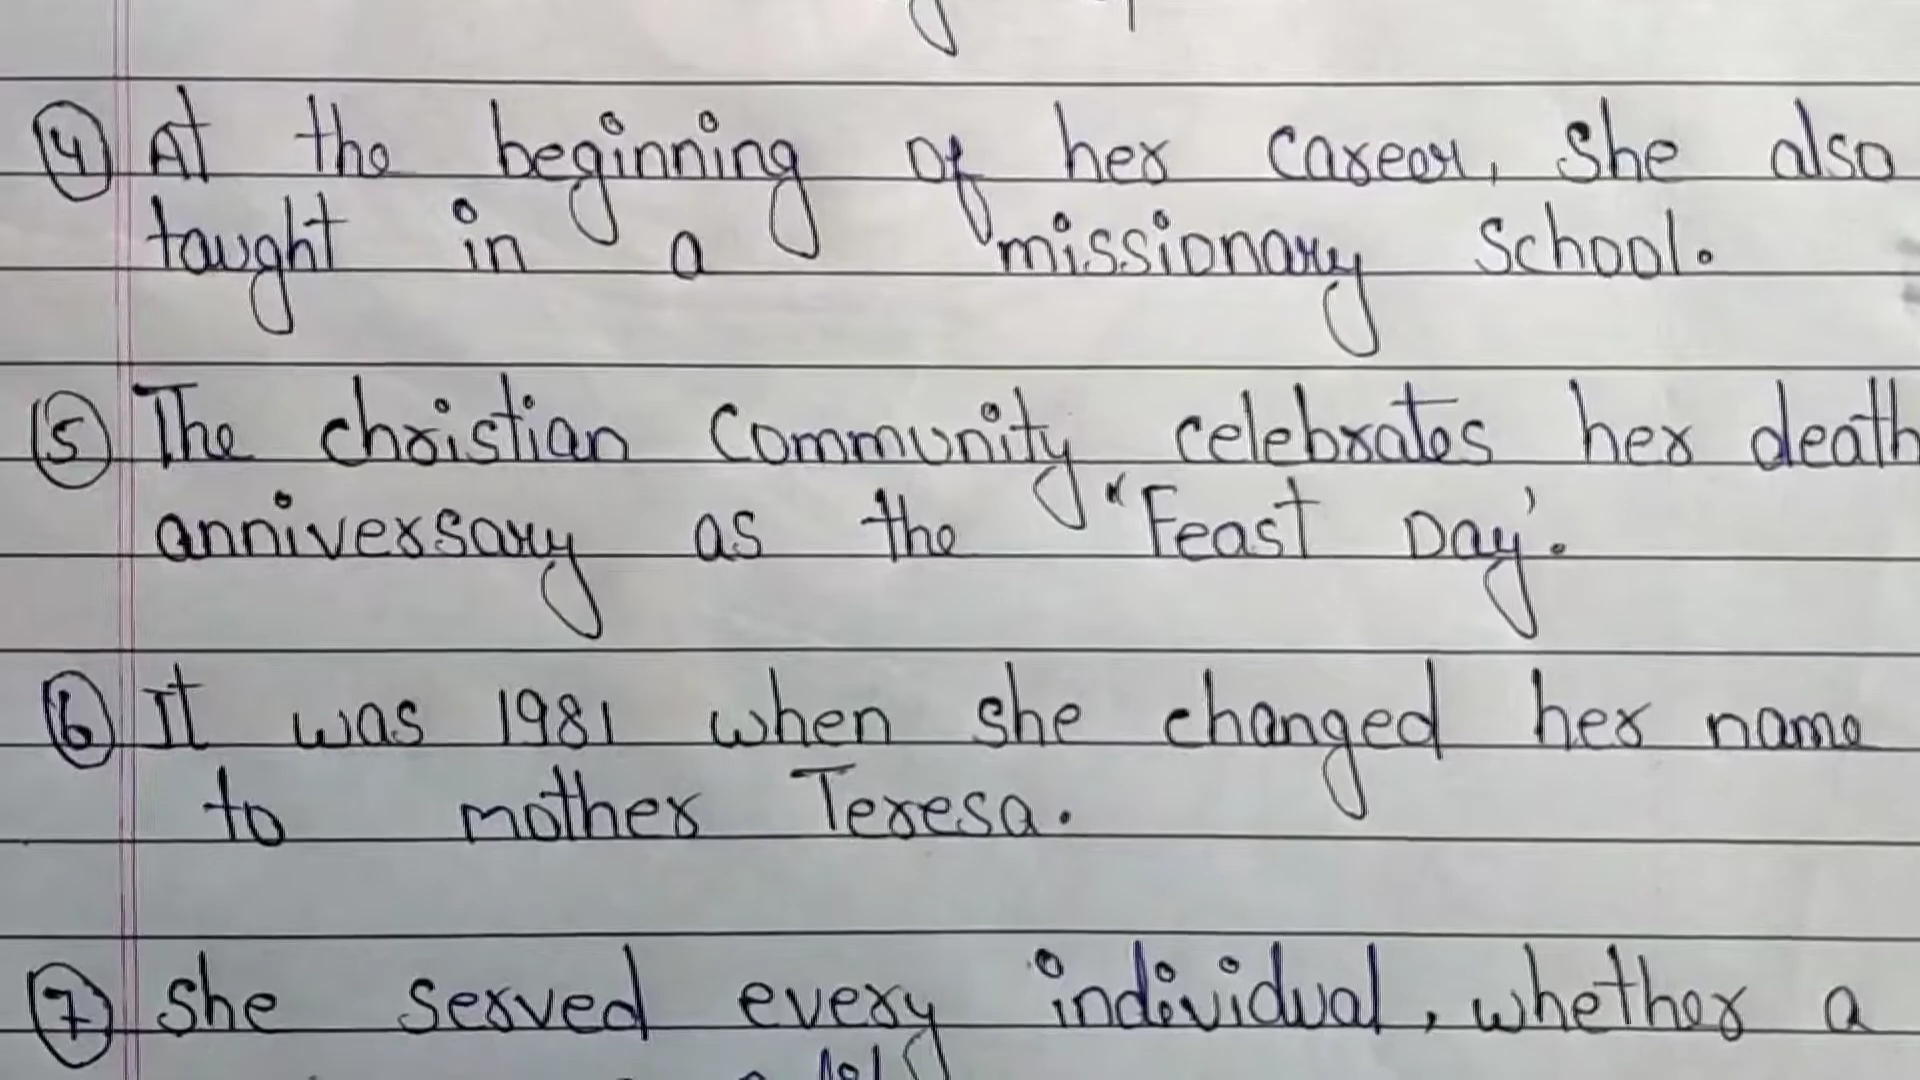 ④ At the beginning of her career, she also
taught in a missionary school.
⑤ The christian community celebrates her death
anniversary as the "Feast Day'.
⑥ It was 1981 when she changed her name
to mother Teresa.
⑦ she served every individual, whether a